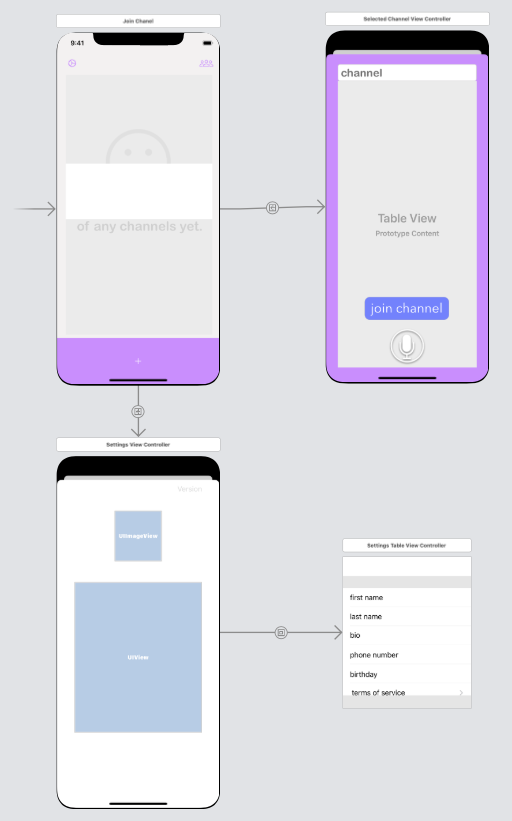 Join Chanel
9:41
of any channels yet.
+
Selected Channel View Controller
channel
Table View
Prototype Content
join channel
Settings View Controller
Version
UIImageView
UIView
Settings Table View Controller
first name
last name
bio
phone number
birthday
terms of service